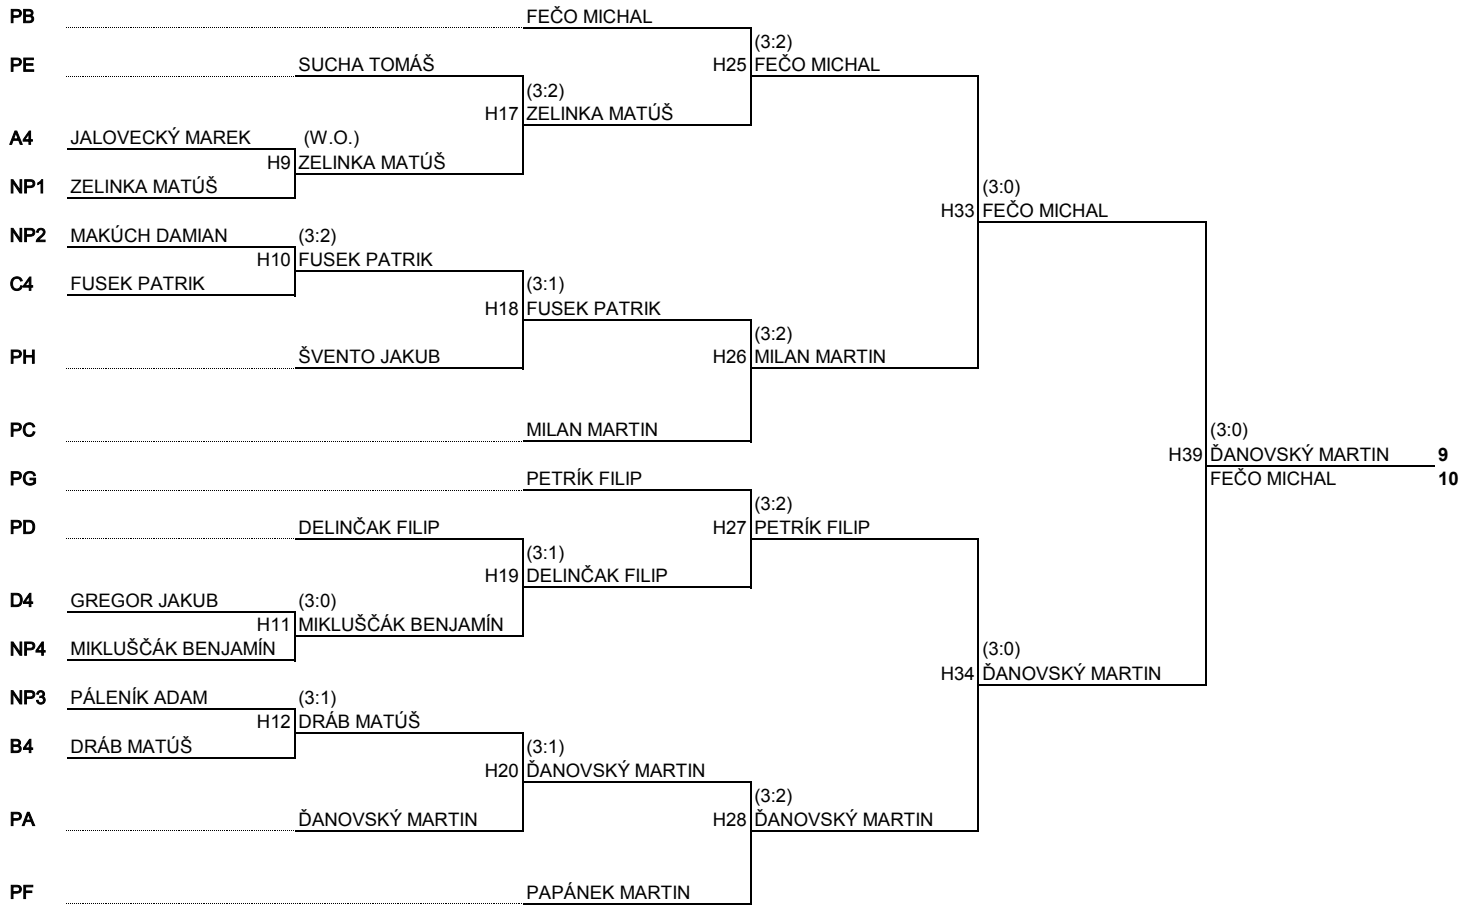 PB FEČO MICHAL
(3:2)
PE SUCHA TOMÁŠ H25 FEČO MICHAL
(3:2)
H17 ZELINKA MATÚŠ
A4 JALOVECKÝ MAREK (W.O.)
H9 ZELINKA MATÚŠ
NP1 ZELINKA MATÚŠ (3:0)
H33 FEČO MICHAL
NP2 MAKÚCH DAMIAN (3:2)
H10 FUSEK PATRIK
C4 FUSEK PATRIK (3:1)
H18 FUSEK PATRIK
(3:2)
PH ŠVENTO JAKUB H26 MILAN MARTIN
PC MILAN MARTIN (3:0)
H39 ĎANOVSKÝ MARTIN 9
PG PETRÍK FILIP FEČO MICHAL 10
(3:2)
PD DELINČAK FILIP H27 PETRÍK FILIP
(3:1)
H19 DELINČAK FILIP
D4 GREGOR JAKUB (3:0)
H11 MIKLUŠČÁK BENJAMÍN
NP4 MIKLUŠČÁK BENJAMÍN (3:0)
H34 ĎANOVSKÝ MARTIN
NP3 PÁLENÍK ADAM (3:1)
H12 DRÁB MATÚŠ
B4 DRÁB MATÚŠ (3:1)
H20 ĎANOVSKÝ MARTIN
(3:2)
PA ĎANOVSKÝ MARTIN H28 ĎANOVSKÝ MARTIN
PF PAPÁNEK MARTIN